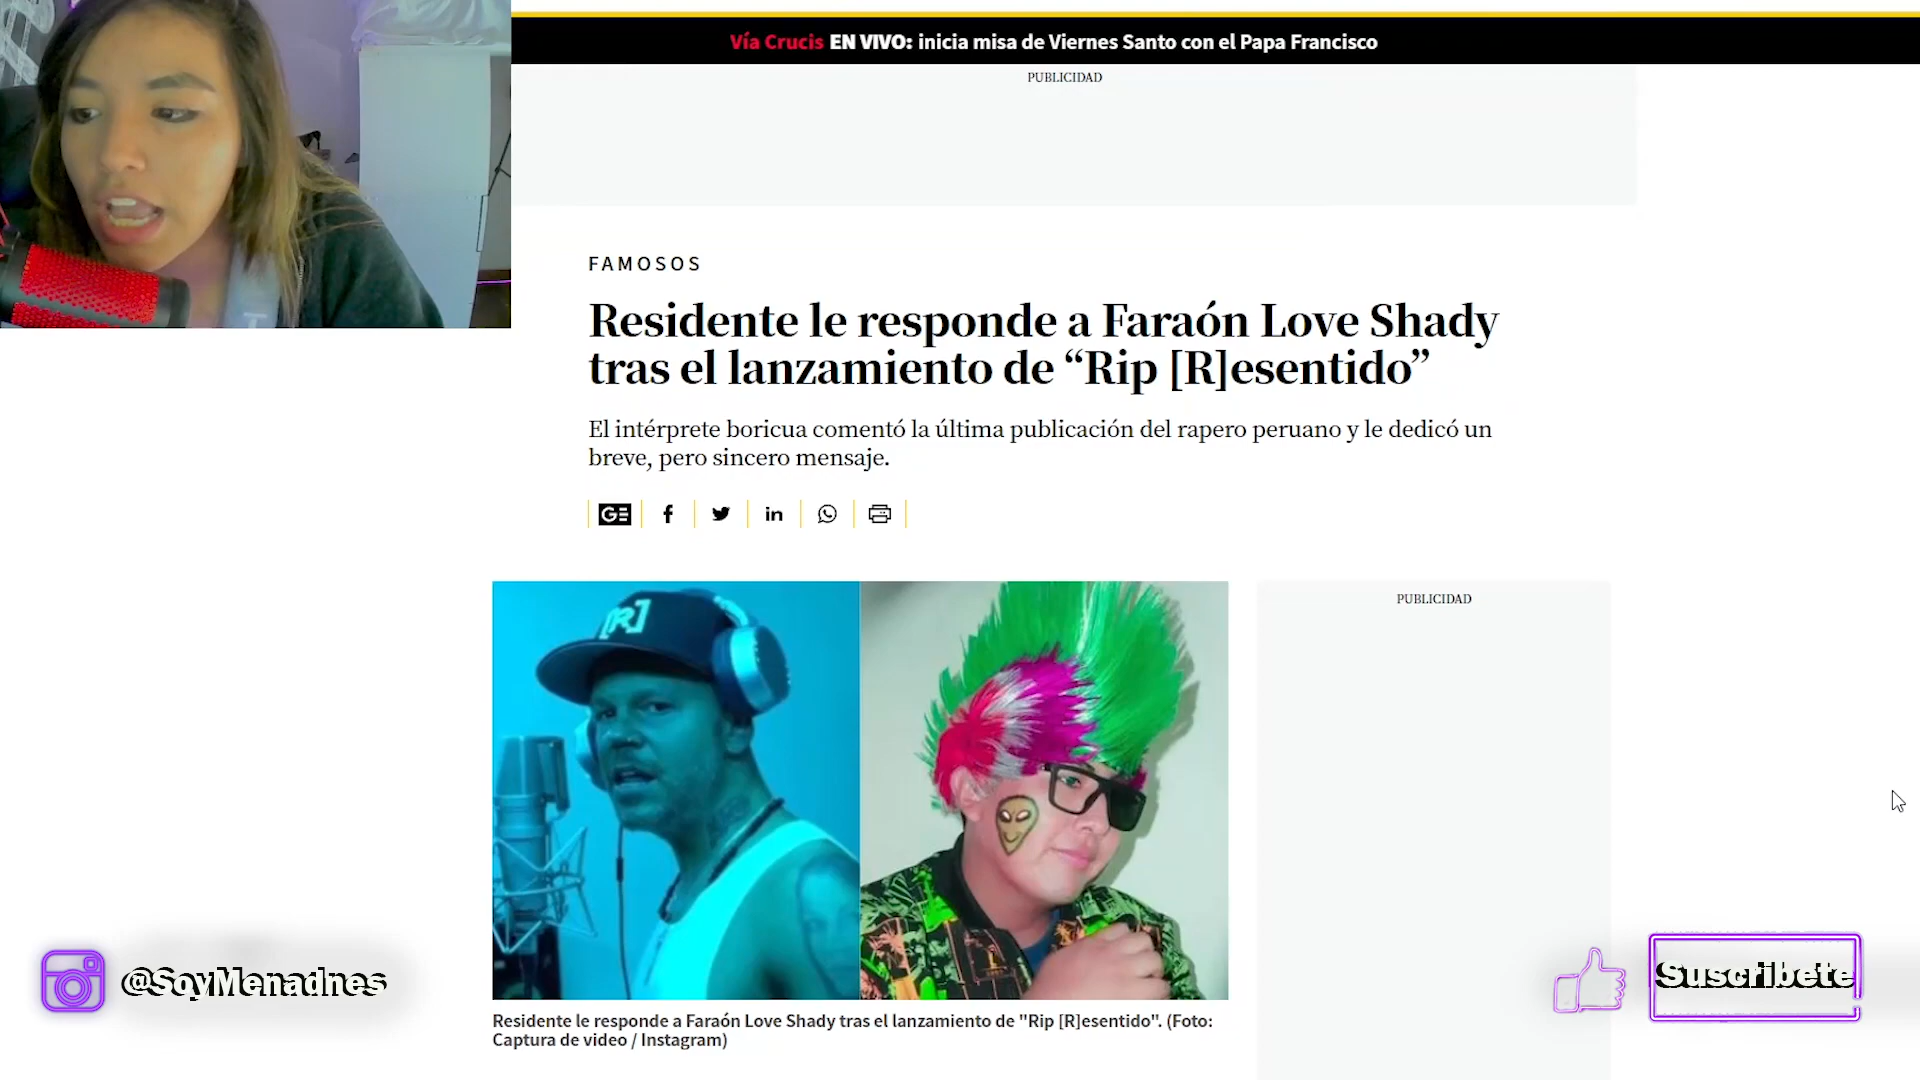 Vía Crucis EN VIVO: inicia misa de Viernes Santo con el Papa Francisco
PUBLICIDAD
FAMOSOS
Residente le responde a Faraón Love Shady
tras el lanzamiento de “Rip [R]esentido”
El intérprete boricua comentó la última publicación del rapero peruano y le dedicó un
breve, pero sincero mensaje.
GE
[R]
PUBLICIDAD
Residente le responde a Faraón Love Shady tras el lanzamiento de "Rip [R]esentido". (Foto:
Captura de video / Instagram)
@SoyMenadnes
Suscribete